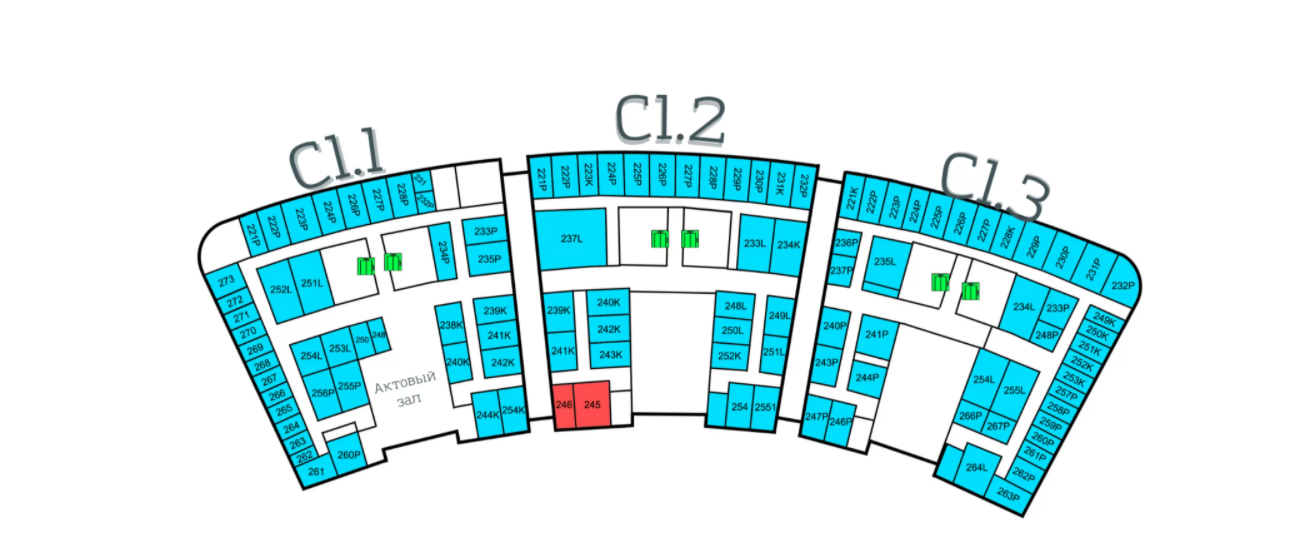 C1.1
C1.2
C1.3
221P
222P
223P
224P
226P
227P
228P
231
232P
273
272
271
270
269
268
267
266
265
264
263
262
261
260P
252L
251L
234P
233P
235P
254L
253L
250
248
256P
255P
Актовый
зал
238K
240K
239K
241K
242K
244K
254K
221P
222P
223K
224P
225P
226P
227P
228P
229P
230P
231K
232P
237L
233L
234K
239K
241K
240K
242K
243K
246
245
248L
250L
252K
249L
251L
254
2551
221K
222P
223P
224P
225P
226P
227P
228K
229P
230P
231P
232P
236P
237P
235L
234L
233P
248P
240P
243P
241P
244P
247P
246P
254L
255L
266P
267P
264L
249K
250K
251K
252K
253K
257P
258P
259P
260P
261P
262P
263P